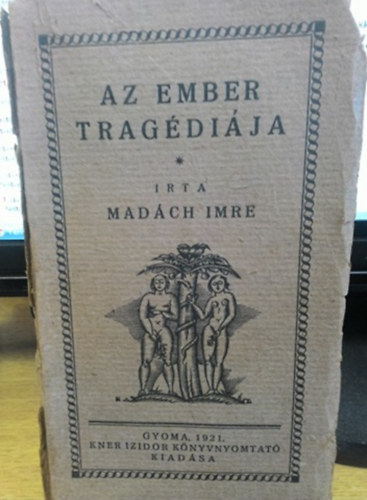 AZ EMBER
TRAGÉDIÁJA
*
IRTA
MADÁCH IMRE
GYOMA, 1921.
KNER IZIDOR KÖNYVNYOMTATÓ
KIADÁSA